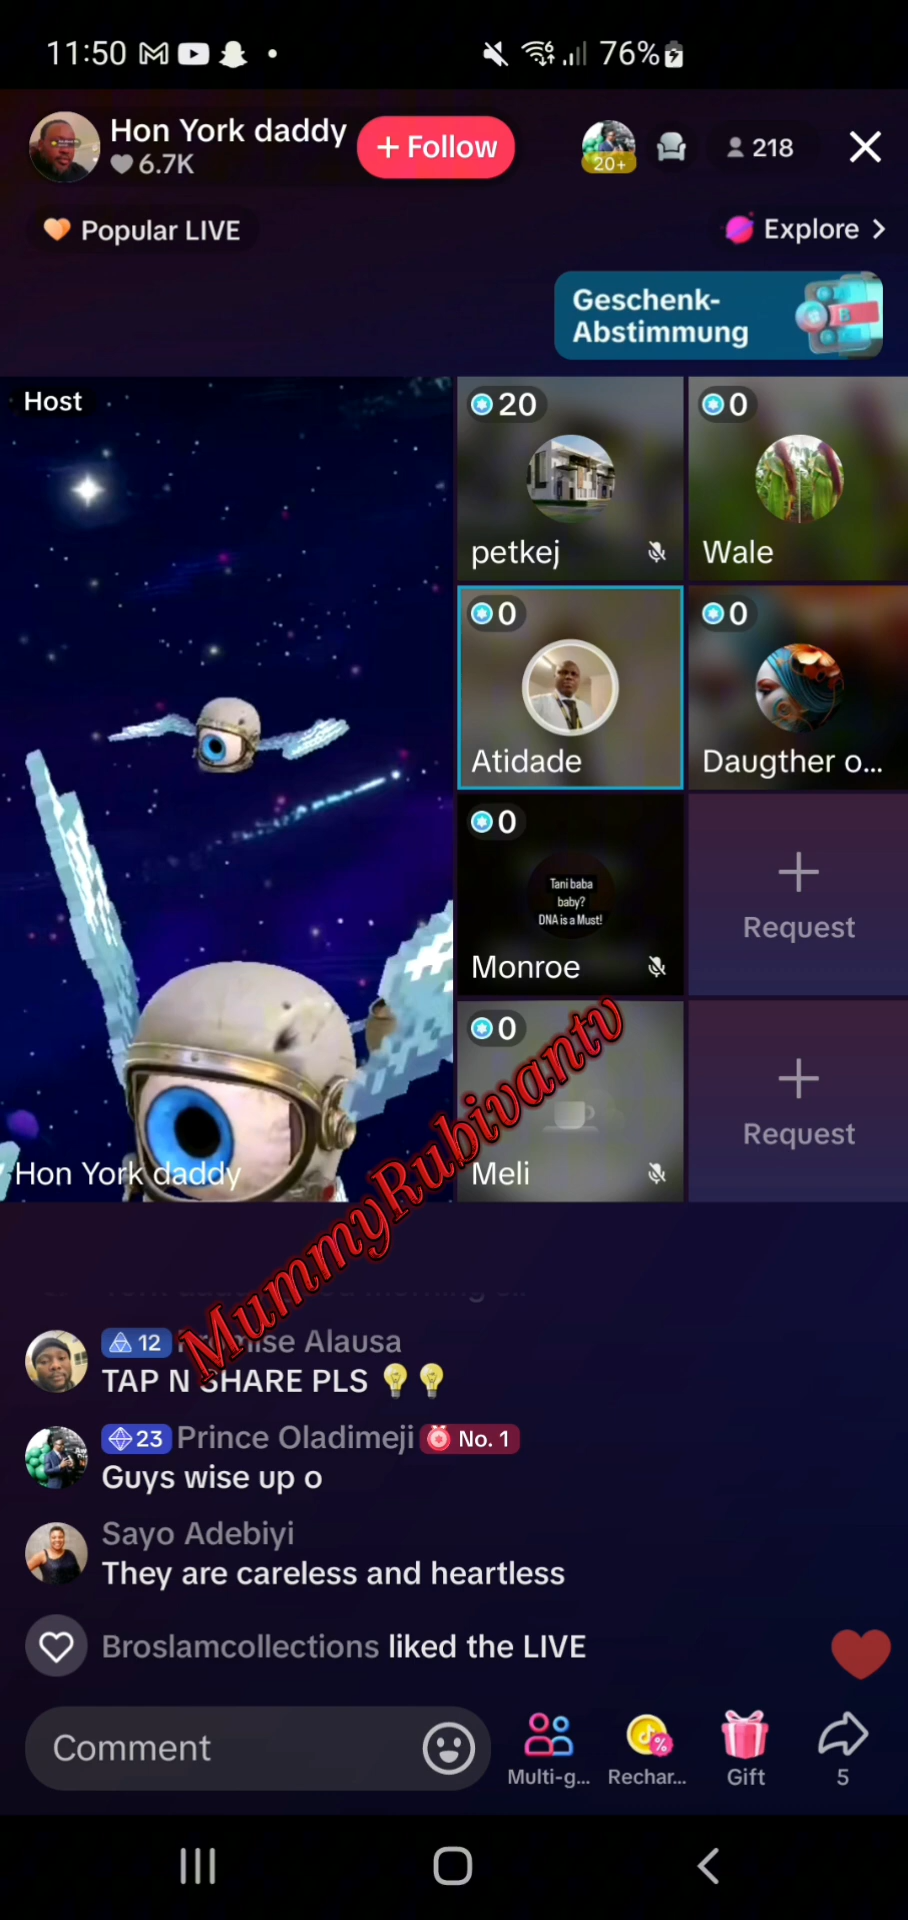 11:50
76%
Hon York daddy
6.7K
+ Follow
20+
218
Popular LIVE
Explore >
Geschenk-
Abstimmung
Host
20
petkej
0
Wale
0
Atidade
0
Daugther o...
0
Tani baba
baby?
DNA is a Must!
Monroe
Request
0
Meli
Request
Hon York daddy
MummyRubivantv
12 Promise Alausa
TAP N SHARE PLS
23 Prince Oladimeji No. 1
Guys wise up o
Sayo Adebiyi
They are careless and heartless
Broslamcollections liked the LIVE
Comment
Multi-g...
Rechar...
Gift
5